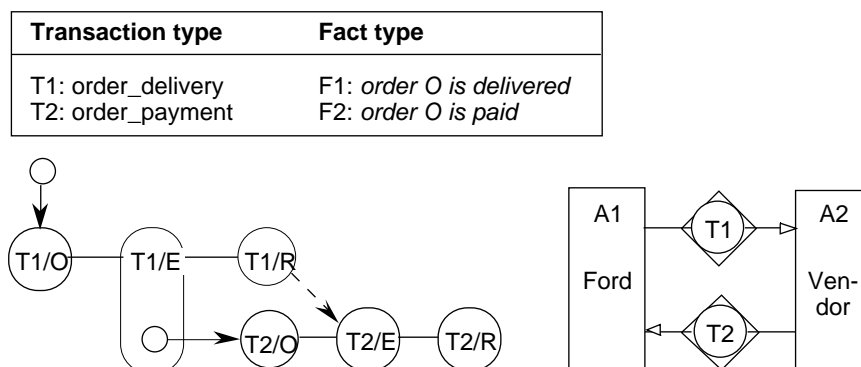 Transaction type Fact type
T1: order_delivery F1: order O is delivered
T2: order_payment F2: order O is paid
T1/O T1/E T1/R
T2/O T2/E T2/R
A1 T1 A2
Ford Ven-
dor
T2